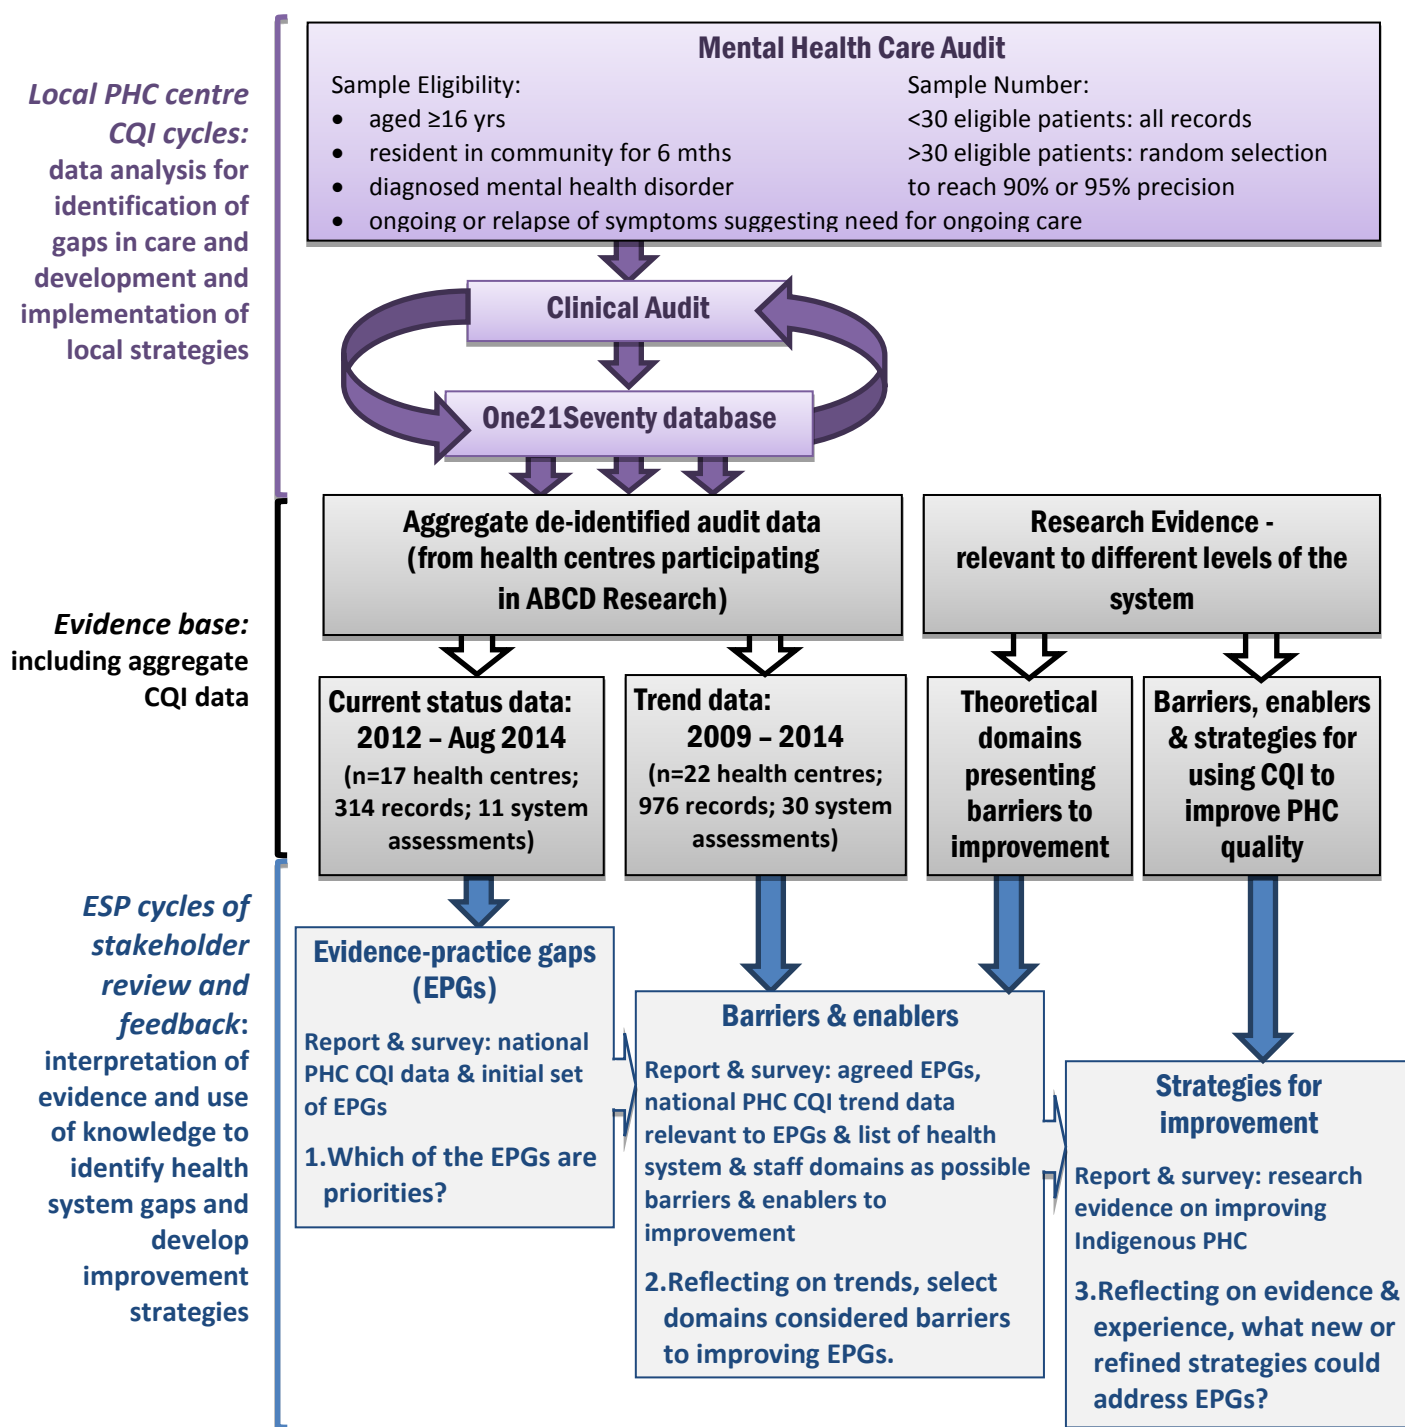 Local PHC centre
CQI cycles:
data analysis for
identification of
gaps in care and
development and
implementation of
local strategies
Mental Health Care Audit
Sample Eligibility:
• aged ≥16 yrs
• resident in community for 6 mths
• diagnosed mental health disorder
• ongoing or relapse of symptoms suggesting need for ongoing care
Sample Number:
<30 eligible patients: all records
>30 eligible patients: random selection
to reach 90% or 95% precision
Clinical Audit
One21Seventy database
Evidence base:
including aggregate
CQI data
Aggregate de-identified audit data
(from health centres participating
in ABCD Research)
Research Evidence -
relevant to different levels of the
system
Current status data:
2012 – Aug 2014
(n=17 health centres;
314 records; 11 system
assessments)
Trend data:
2009 – 2014
(n=22 health centres;
976 records; 30 system
assessments)
Theoretical
domains
presenting
barriers to
improvement
Barriers, enablers
& strategies for
using CQI to
improve PHC
quality
ESP cycles of
stakeholder
review and
feedback:
interpretation of
evidence and use
of knowledge to
identify health
system gaps and
develop
improvement
strategies
Evidence-practice gaps
(EPGs)
Report & survey: national
PHC CQI data & initial set
of EPGs
1.Which of the EPGs are
priorities?
Barriers & enablers
Report & survey: agreed EPGs,
national PHC CQI trend data
relevant to EPGs & list of health
system & staff domains as possible
barriers & enablers to
improvement
2.Reflecting on trends, select
domains considered barriers
to improving EPGs.
Strategies for
improvement
Report & survey: research
evidence on improving
Indigenous PHC
3.Reflecting on evidence &
experience, what new or
refined strategies could
address EPGs?